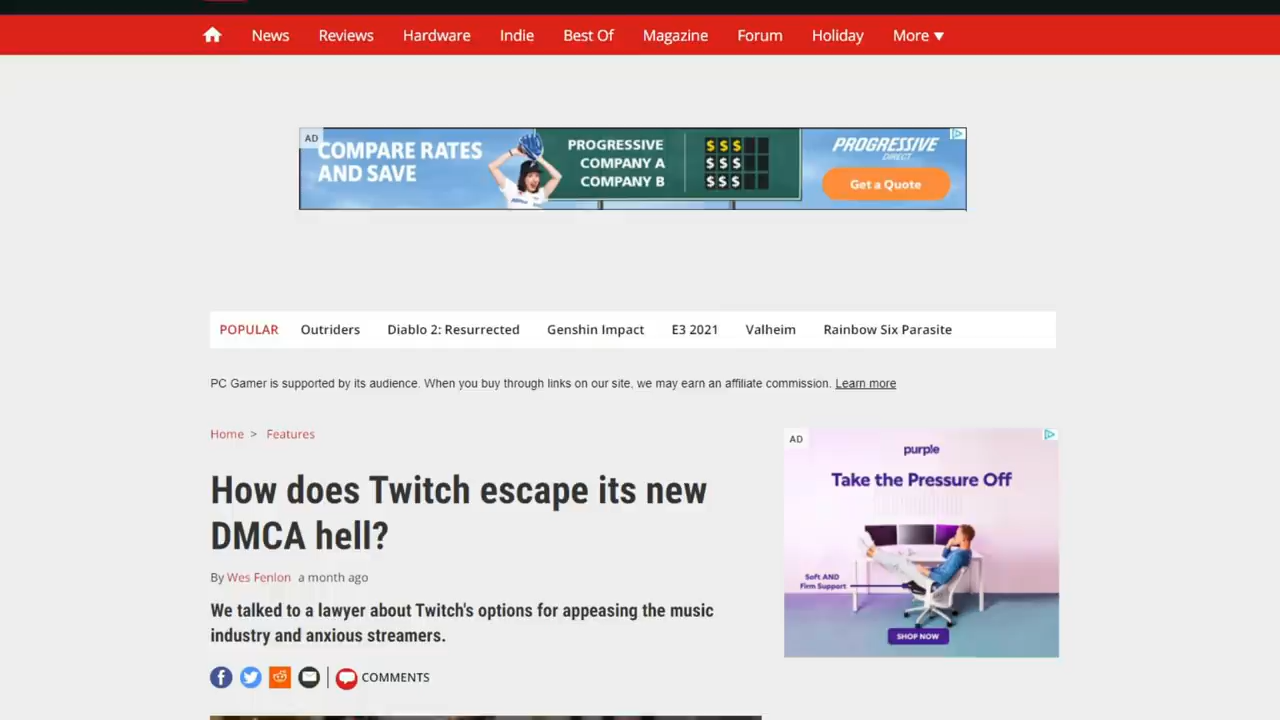 News Reviews Hardware Indie Best Of Magazine Forum Holiday More ▼
AD
COMPARE RATES
AND SAVE
PROGRESSIVE $$$
COMPANY A $$$
COMPANY B $$$
PROGRESSIVE
DIRECT
Get a Quote
POPULAR Outriders Diablo 2: Resurrected Genshin Impact E3 2021 Valheim Rainbow Six Parasite
PC Gamer is supported by its audience. When you buy through links on our site, we may earn an affiliate commission. Learn more
Home > Features
How does Twitch escape its new
DMCA hell?
By Wes Fenlon a month ago
We talked to a lawyer about Twitch's options for appeasing the music
industry and anxious streamers.
COMMENTS
AD
purple
Take the Pressure Off
Soft AND
Firm Support
SHOP NOW